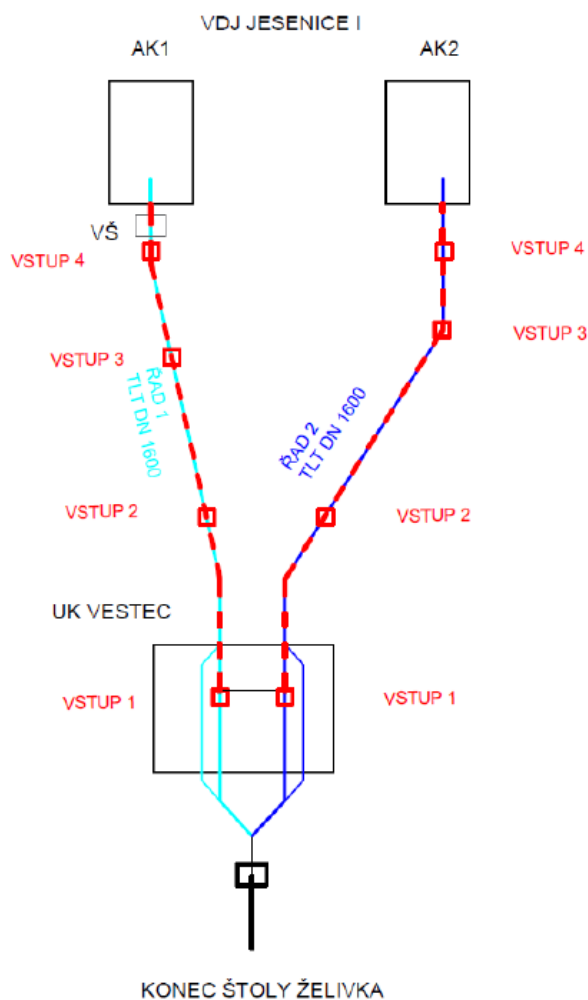 VDJ JESENICE I
AK1
AK2
VŠ
VSTUP 4
VSTUP 4
VSTUP 3
VSTUP 3
ŘAD 1
TLT DN 1600
ŘAD 2
TLT DN 1600
VSTUP 2
VSTUP 2
UK VESTEC
VSTUP 1
VSTUP 1
KONEC ŠTOLY ŽELIVKA